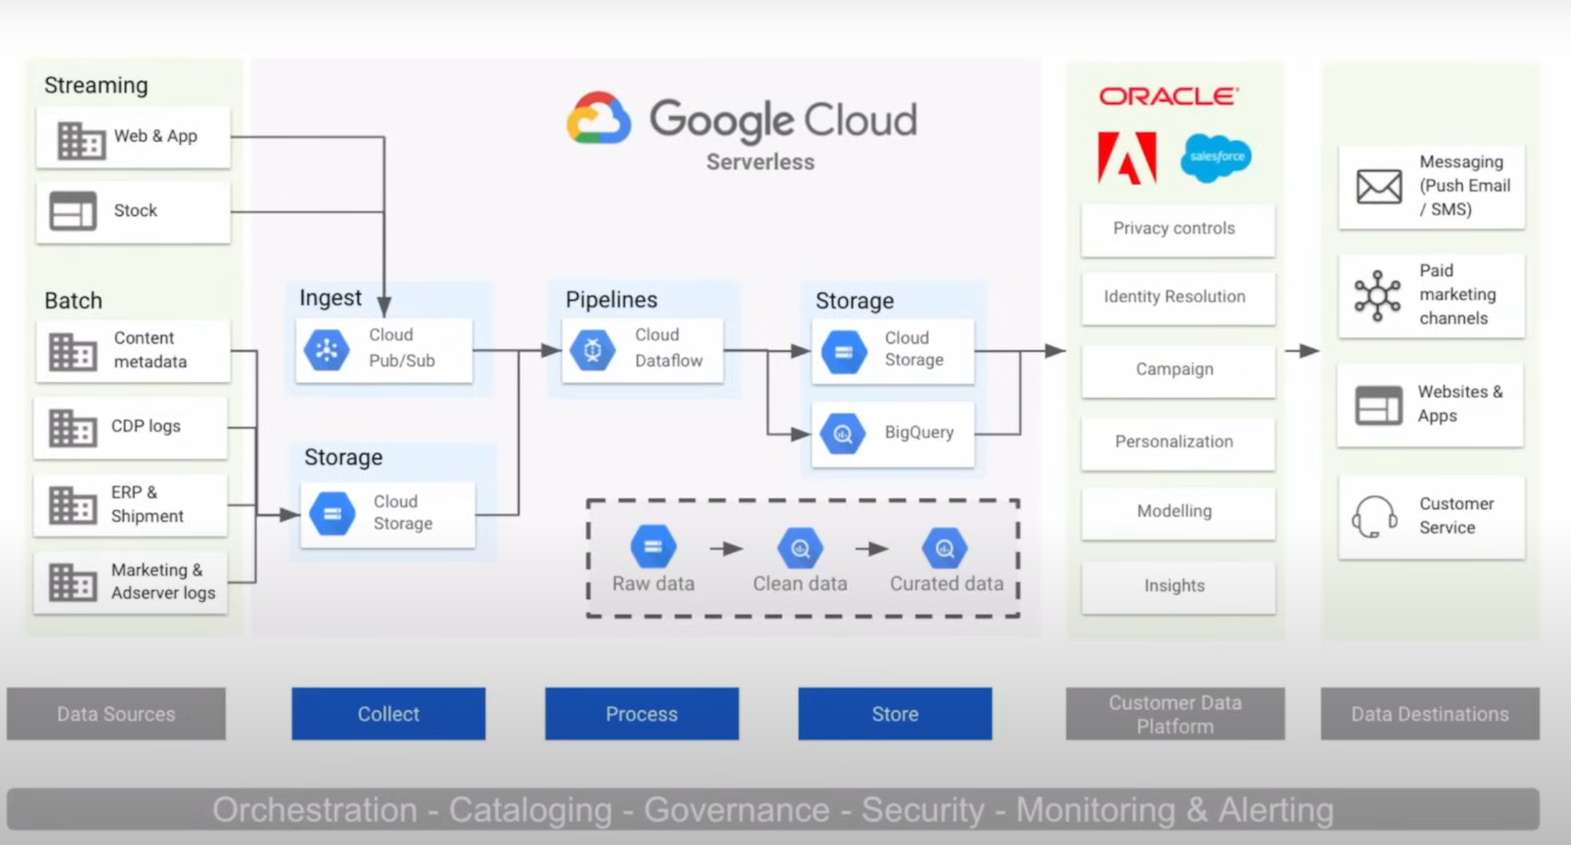 Streaming
Web & App
Stock
Batch
Content
metadata
CDP logs
ERP &
Shipment
Marketing &
Adserver logs
Google Cloud
Serverless
Ingest
Cloud
Pub/Sub
Storage
Cloud
Storage
Pipelines
Cloud
Dataflow
Storage
Cloud
Storage
BigQuery
Raw data
Clean data
Curated data
ORACLE
salesforce
Privacy controls
Identity Resolution
Campaign
Personalization
Modelling
Insights
Messaging
(Push Email
/ SMS)
Paid
marketing
channels
Websites &
Apps
Customer
Service
Data Sources
Collect
Process
Store
Customer Data
Platform
Data Destinations
Orchestration - Cataloging - Governance - Security - Monitoring & Alerting